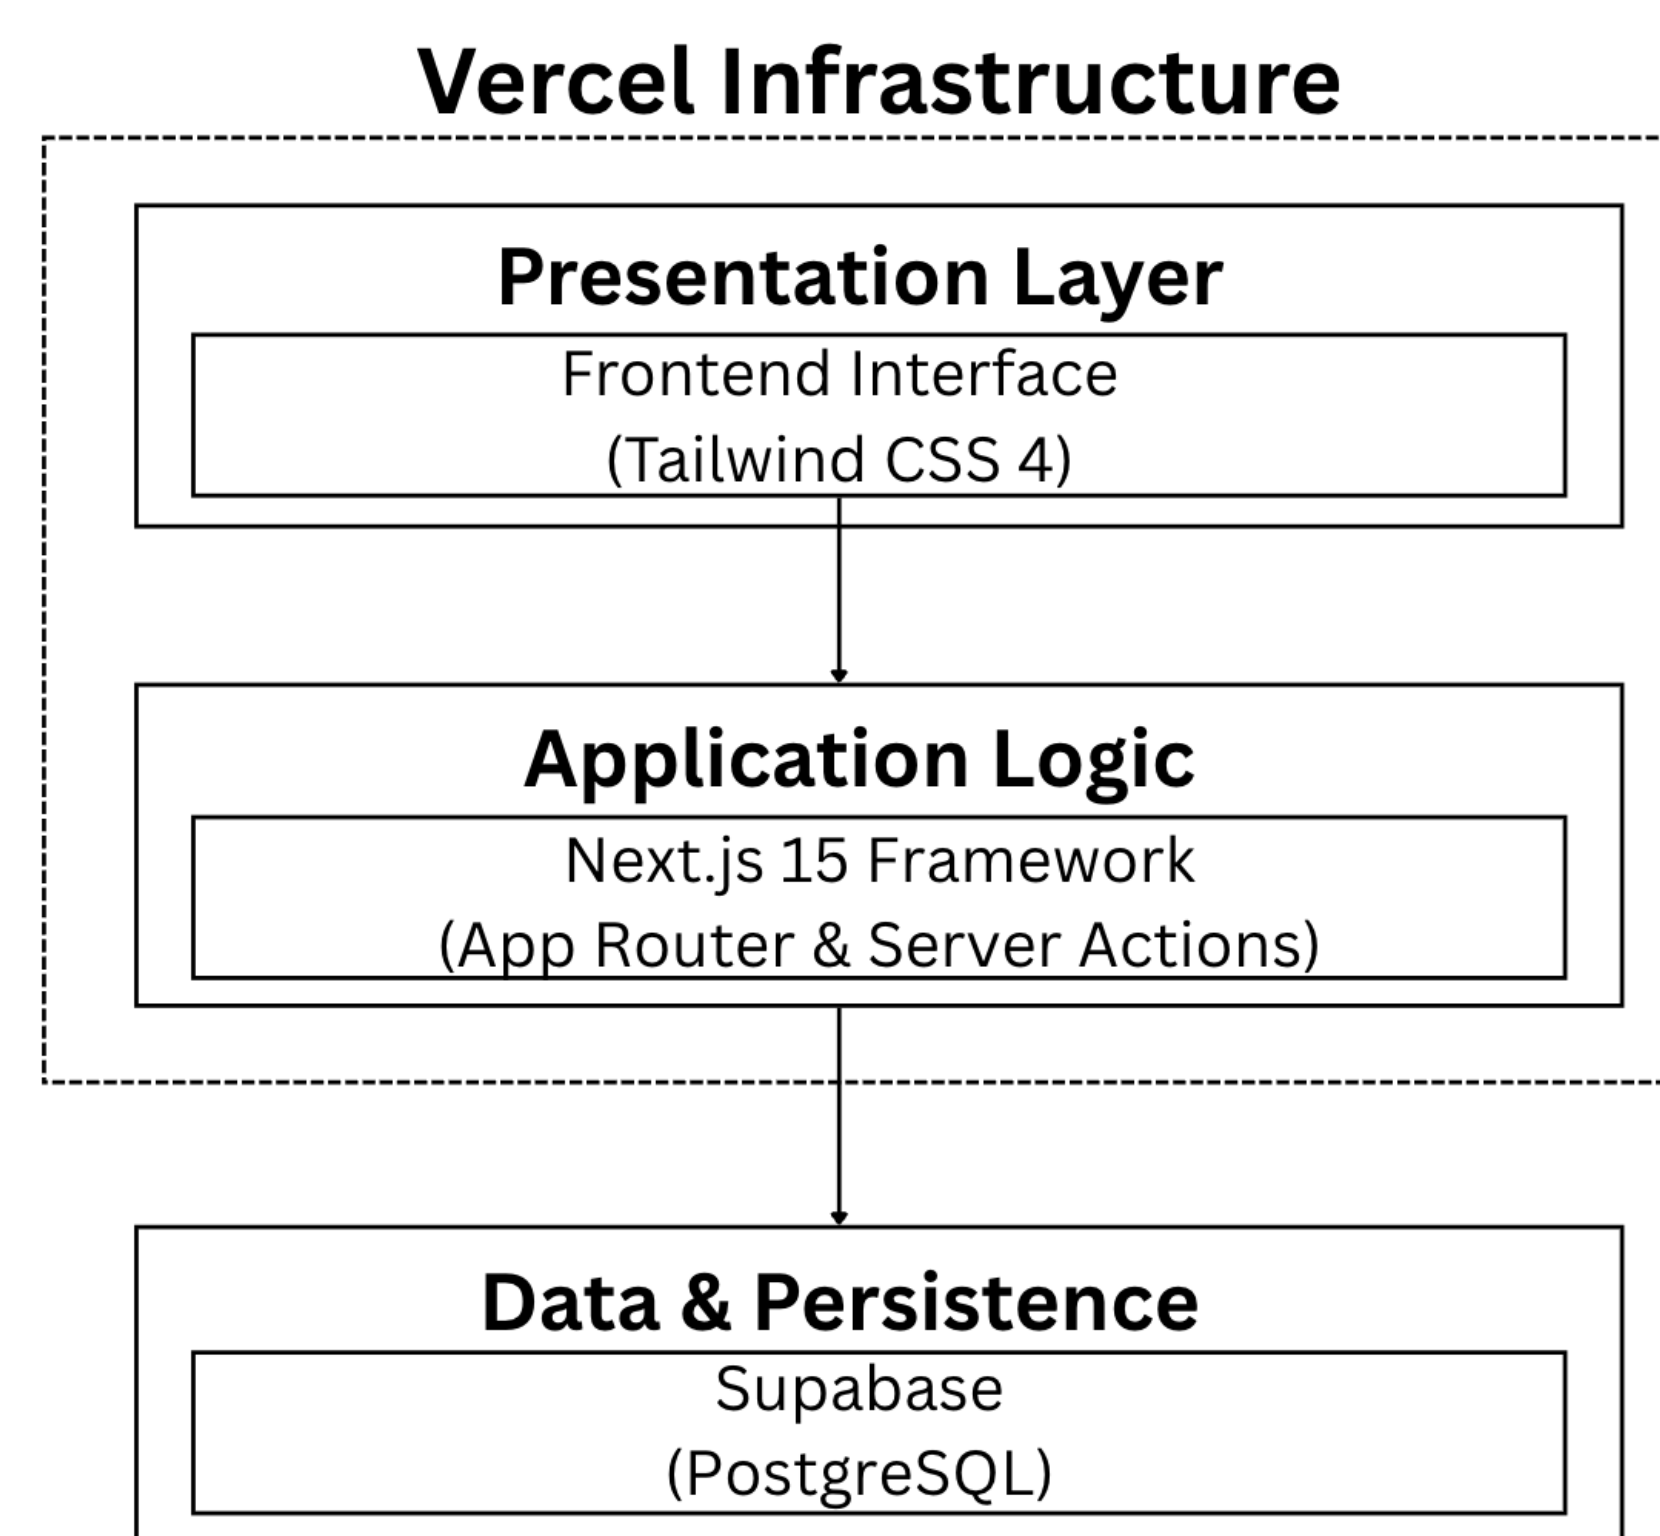 Vercel Infrastructure
Presentation Layer
Frontend Interface
(Tailwind CSS 4)
Application Logic
Next.js 15 Framework
(App Router & Server Actions)
Data & Persistence
Supabase
(PostgreSQL)